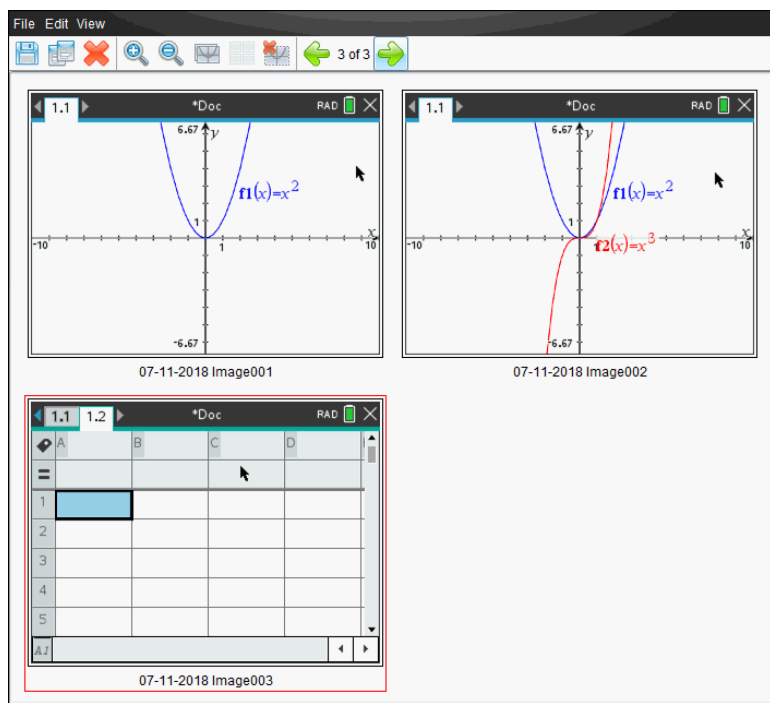 File Edit View
3 of 3
1.1 *Doc RAD
6.67 y
f1(x)=x²
1
x
-10 1 10
-6.67
07-11-2018 Image001
1.1 *Doc RAD
6.67 y
f1(x)=x²
1
x
-10 1 10
f2(x)=x³
-6.67
07-11-2018 Image002
1.1 1.2 *Doc RAD
A B C D
=
1
2
3
4
5
A1
07-11-2018 Image003